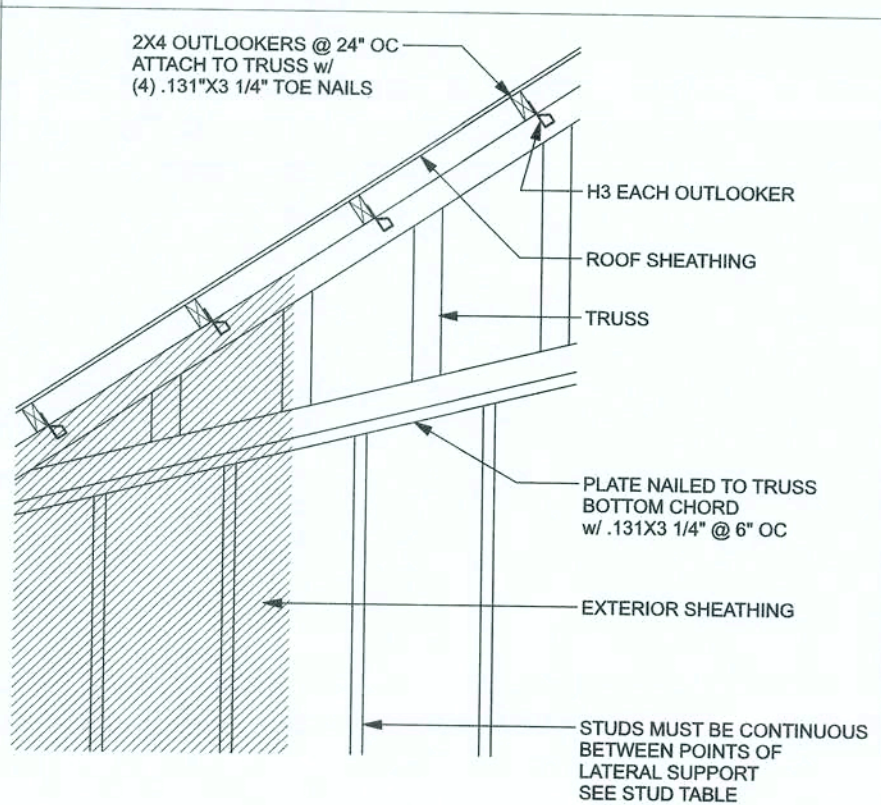 2X4 OUTLOOKERS @ 24" OC
ATTACH TO TRUSS w/
(4) .131"X3 1/4" TOE NAILS
H3 EACH OUTLOOKER
ROOF SHEATHING
TRUSS
PLATE NAILED TO TRUSS
BOTTOM CHORD
w/ .131X3 1/4" @ 6" OC
EXTERIOR SHEATHING
STUDS MUST BE CONTINUOUS
BETWEEN POINTS OF
LATERAL SUPPORT
SEE STUD TABLE